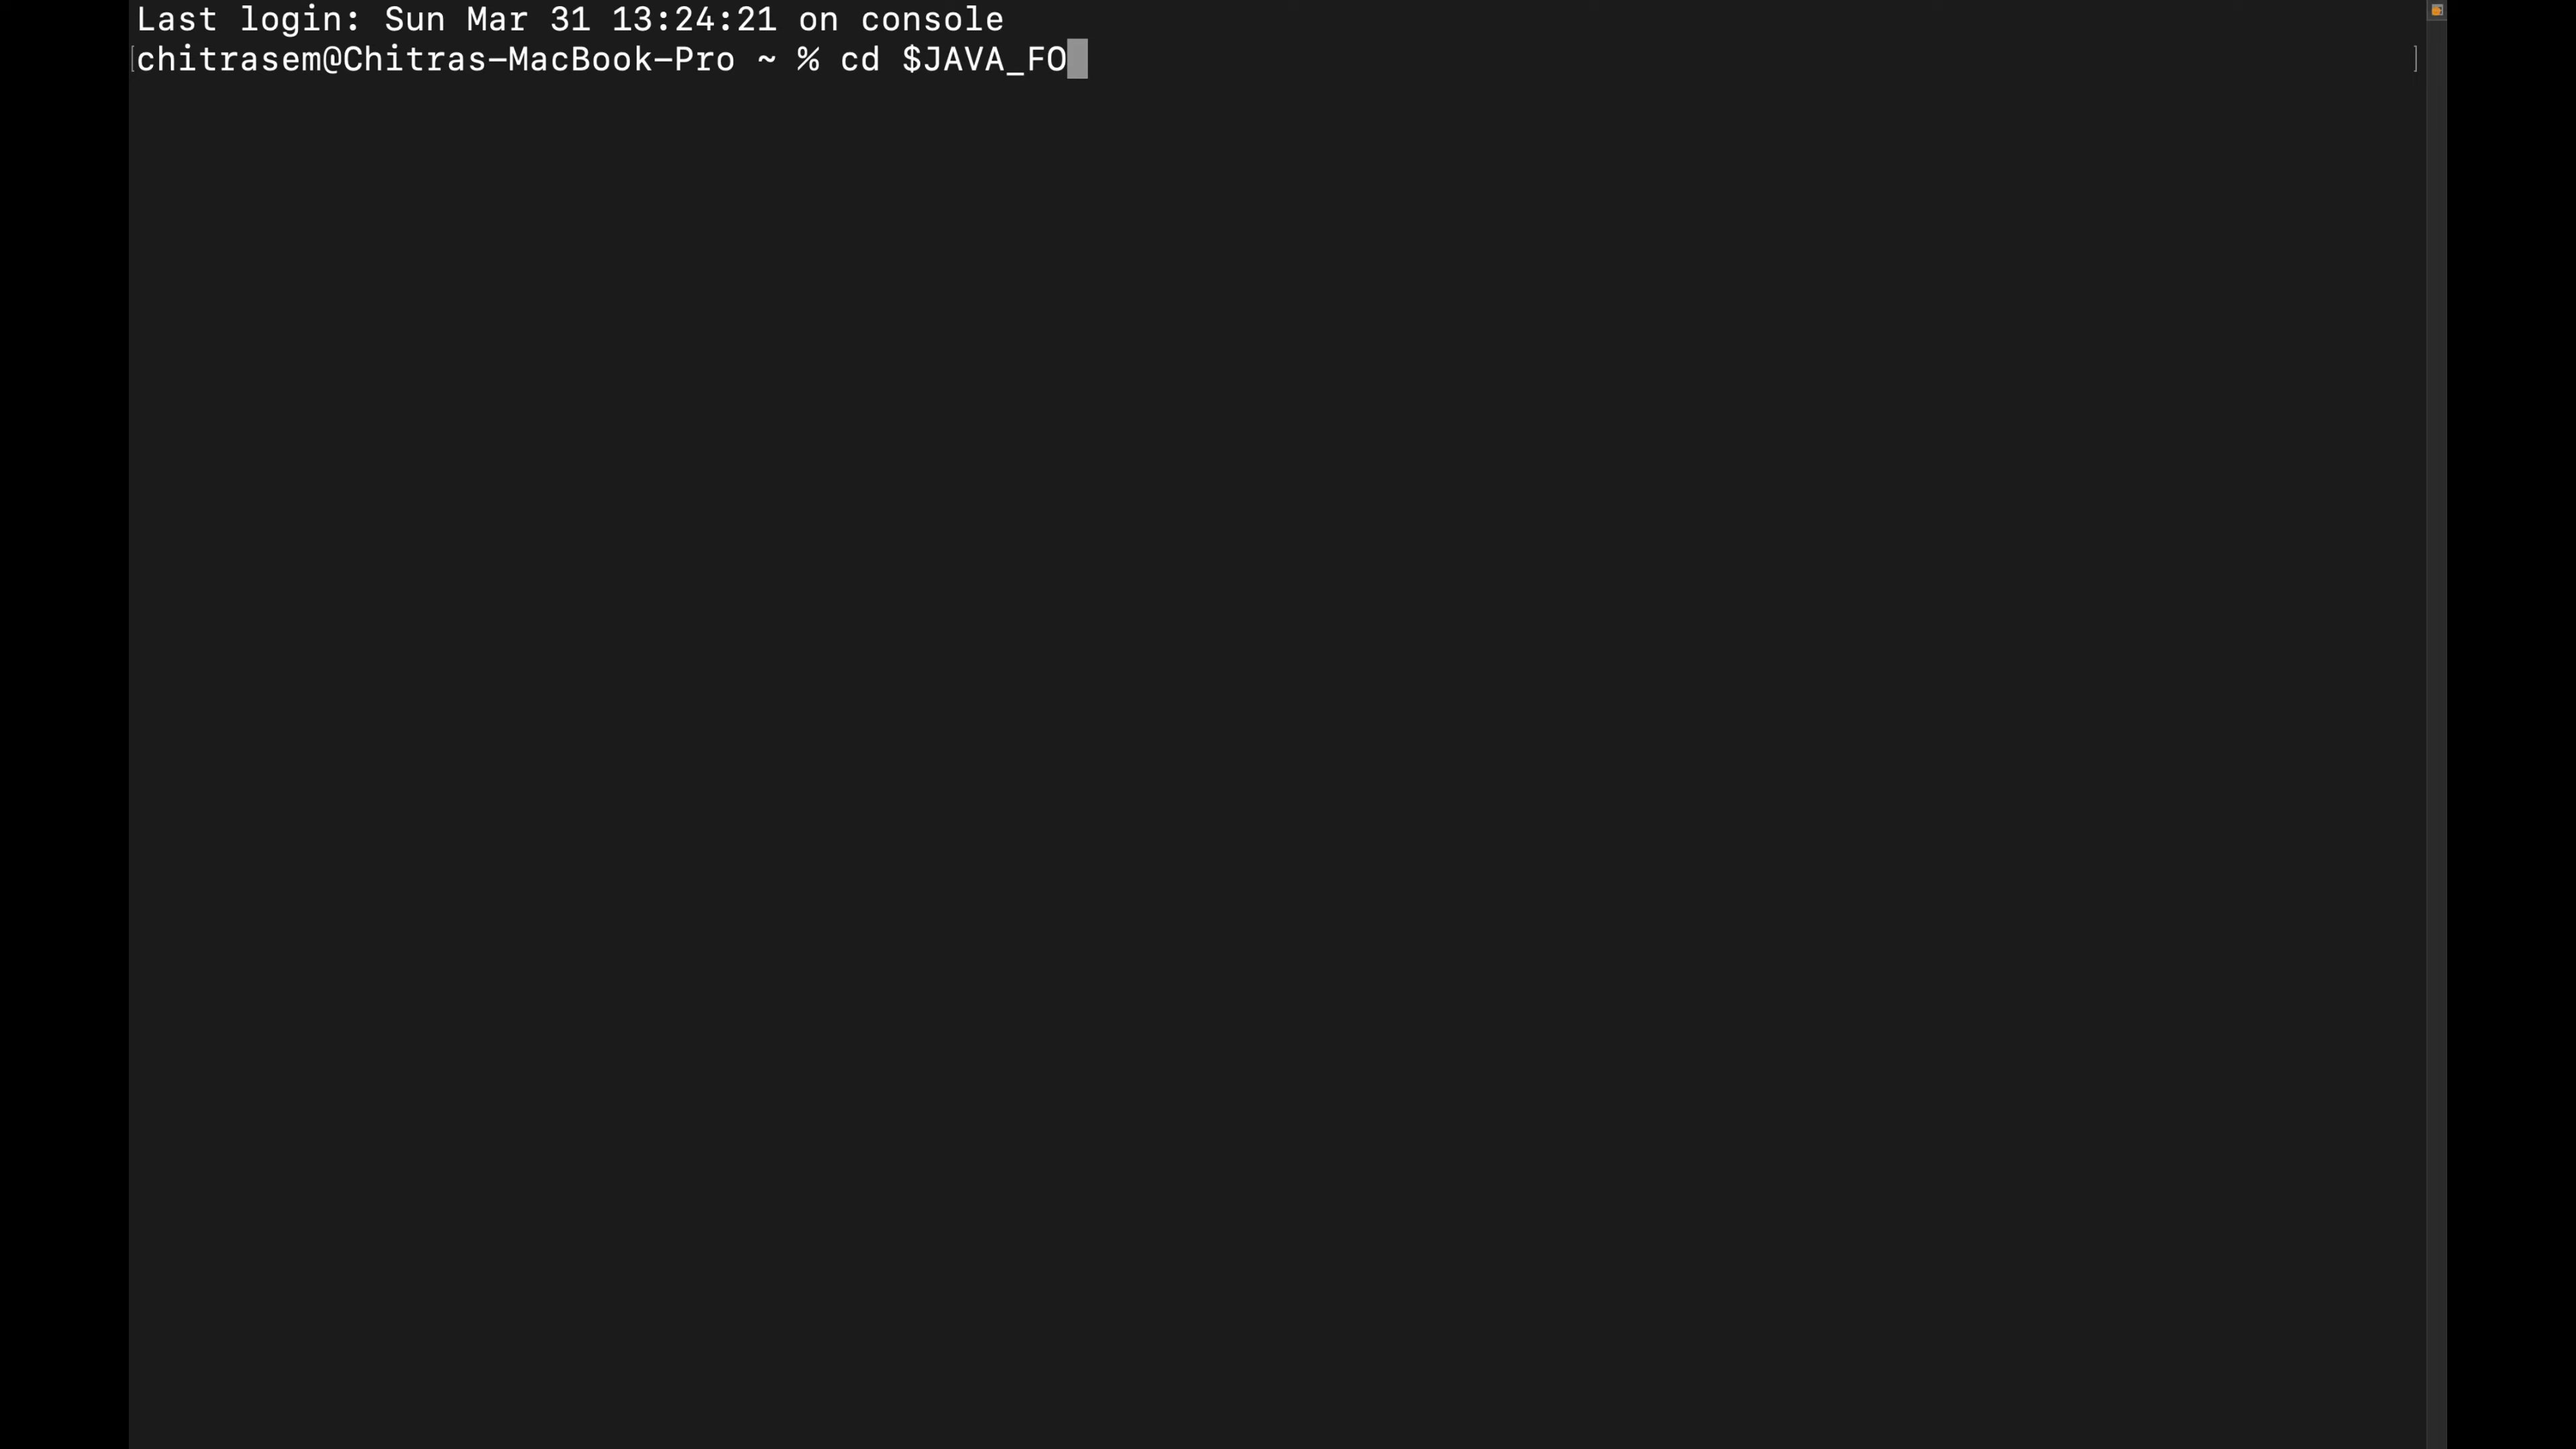 Last login: Sun Mar 31 13:24:21 on console
[chitrasem@Chitras-MacBook-Pro ~ % cd $JAVA_FO ]